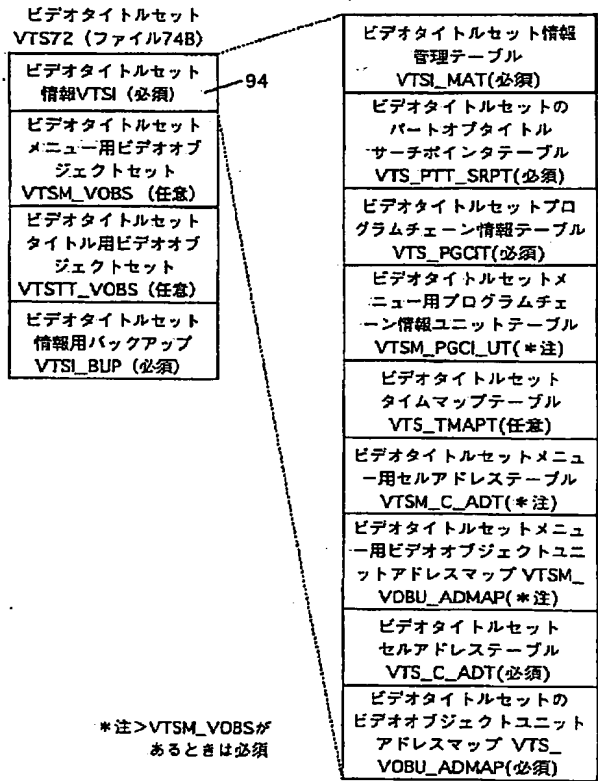 ビデオタイトルセット
VTS72（ファイル74B）
ビデオタイトルセット
情報VTSI（必須）
94
ビデオタイトルセット
メニュー用ビデオオブ
ジェクトセット
VTSM_VOBS（任意）
ビデオタイトルセット
タイトル用ビデオオブ
ジェクトセット
VTSTT_VOBS（任意）
ビデオタイトルセット
情報用バックアップ
VTSI_BUP（必須）
ビデオタイトルセット情報
管理テーブル
VTSI_MAT(必須)
ビデオタイトルセットの
パートオブタイトル
サーチポインタテーブル
VTS_PTT_SRPT(必須)
ビデオタイトルセットプロ
グラムチェーン情報テーブル
VTS_PGCIT(必須)
ビデオタイトルセットメ
ニュー用プログラムチェ
ーン情報ユニットテーブル
VTSM_PGCI_UT(＊注)
ビデオタイトルセット
タイムマップテーブル
VTS_TMAPT(任意)
ビデオタイトルセットメニュ
ー用セルアドレステーブル
VTSM_C_ADT(＊注)
ビデオタイトルセットメニュ
ー用ビデオオブジェクトユニ
ットアドレスマップ VTSM_
VOBU_ADMAP(＊注)
ビデオタイトルセット
セルアドレステーブル
VTS_C_ADT(必須)
ビデオタイトルセットの
ビデオオブジェクトユニット
アドレスマップ VTS_
VOBU_ADMAP(必須)
＊注>VTSM_VOBSが
あるときは必須